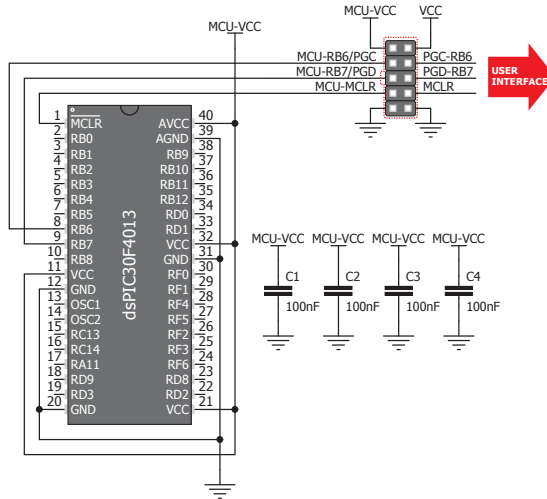 MCU-VCC
VCC
MCU-VCC
MCU-RB6/PGC
PGC-RB6
MCU-RB7/PGD
PGD-RB7
MCU-MCLR
MCLR
USER
INTERFACE
dsPIC30F4013
1 MCLR
2 RB0
3 RB1
4 RB2
5 RB3
6 RB4
7 RB5
8 RB6
9 RB7
10 RB8
11 VCC
12 GND
13 OSC1
14 OSC2
15 RC13
16 RC14
17 RA11
18 RD9
19 RD3
20 GND
AVCC 40
AGND 39
RB9 38
RB10 37
RB11 36
RB12 35
RD0 34
RD1 33
VCC 32
GND 31
RF0 30
RF1 29
RF4 28
RF5 27
RF2 26
RF3 25
RF6 24
RD8 23
RD2 22
VCC 21
MCU-VCC
MCU-VCC
MCU-VCC
MCU-VCC
C1
C2
C3
C4
100nF
100nF
100nF
100nF